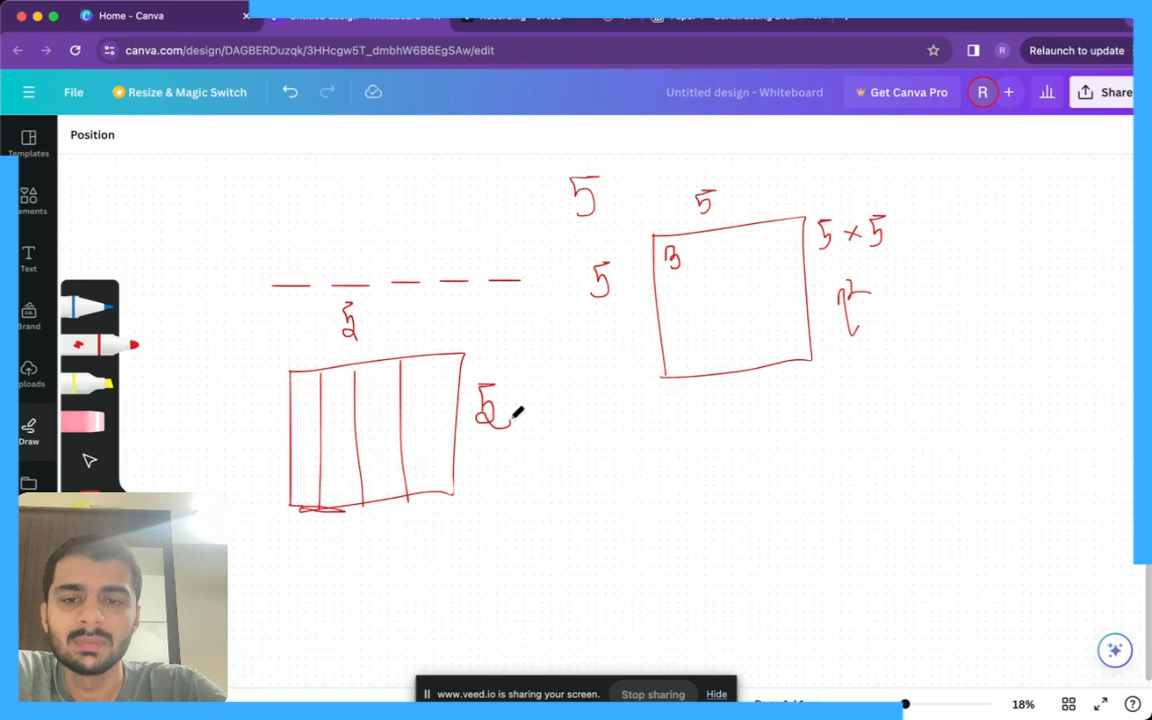 Home - Canva
canva.com/design/DAGBERDuzqk/3HHcgw5T_dmbhW6B6EgSAw/edit
R
Relaunch to update
File
Resize & Magic Switch
Untitled design - Whiteboard
Get Canva Pro
R
Share
Templates
Position
ements
Text
Brand
ploads
Draw
5
5
5 × 5
5
5
5
www.veed.io is sharing your screen.
Stop sharing
Hide
18%